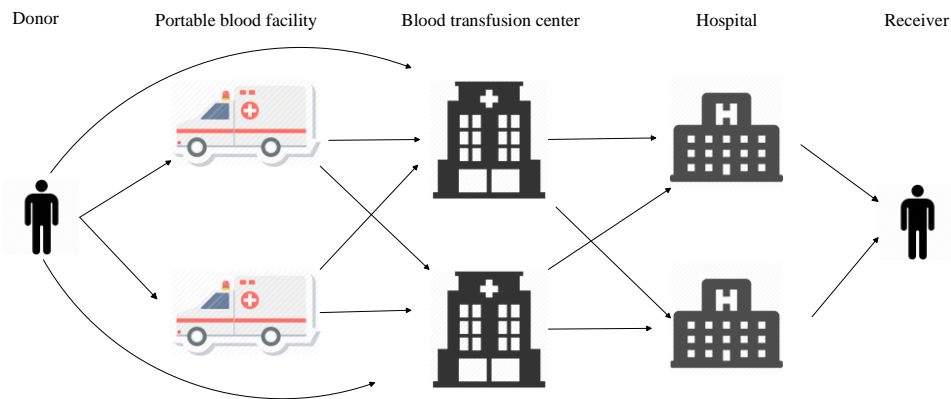 Donor
Portable blood facility
Blood transfusion center
Hospital
Receiver
H
H